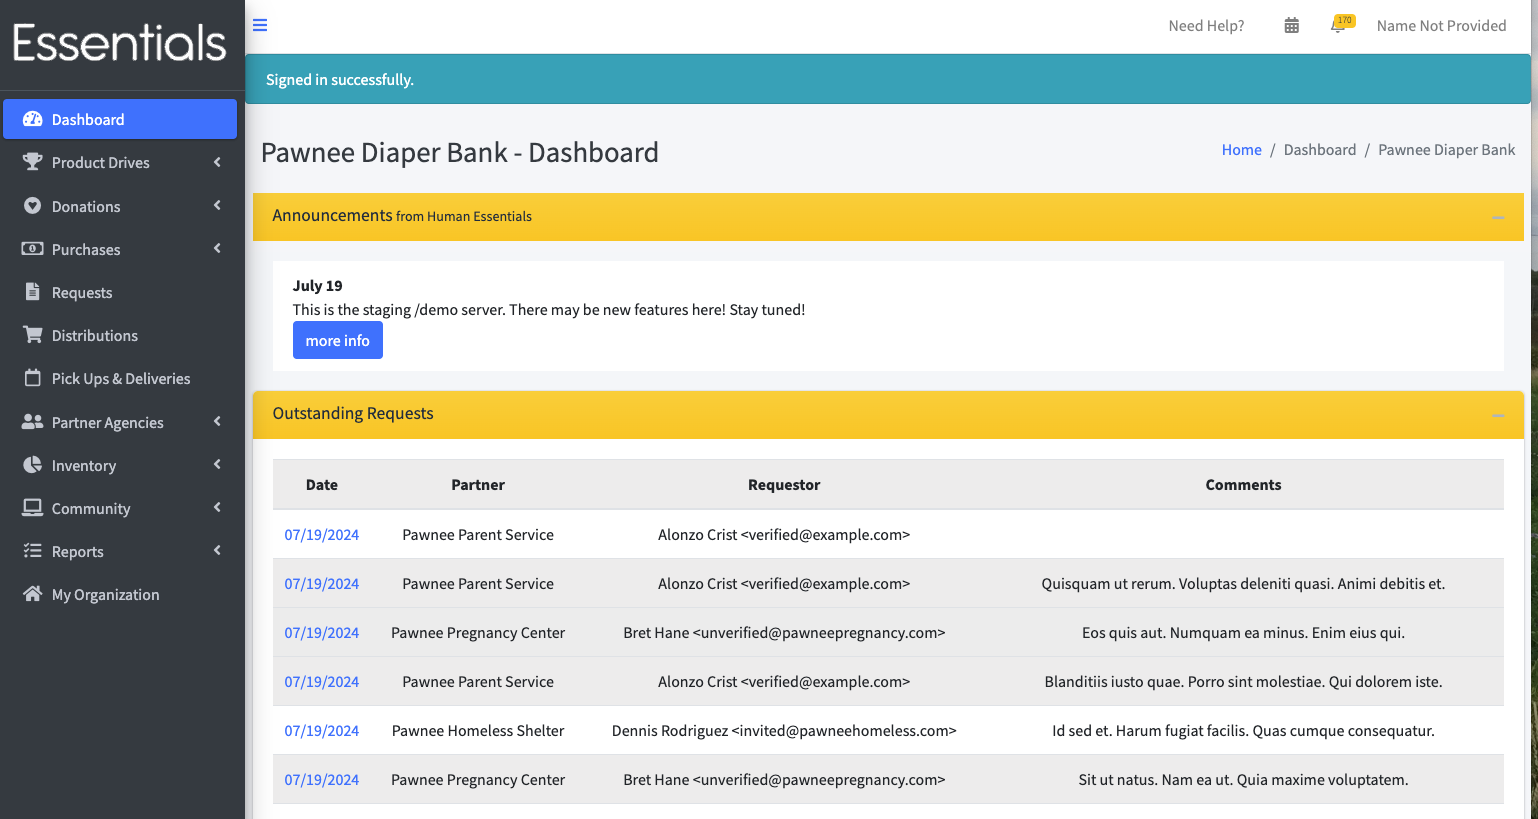 Essentials
Need Help?
170
Name Not Provided
Signed in successfully.
Dashboard
Product Drives
Donations
Purchases
Requests
Distributions
Pick Ups & Deliveries
Partner Agencies
Inventory
Community
Reports
My Organization
Pawnee Diaper Bank - Dashboard
Home / Dashboard / Pawnee Diaper Bank
Announcements from Human Essentials
July 19
This is the staging /demo server. There may be new features here! Stay tuned!
more info
Outstanding Requests
Date Partner Requestor Comments
07/19/2024 Pawnee Parent Service Alonzo Crist <verified@example.com>
07/19/2024 Pawnee Parent Service Alonzo Crist <verified@example.com> Quisquam ut rerum. Voluptas deleniti quasi. Animi debitis et.
07/19/2024 Pawnee Pregnancy Center Bret Hane <unverified@pawneepregnancy.com> Eos quis aut. Numquam ea minus. Enim eius qui.
07/19/2024 Pawnee Parent Service Alonzo Crist <verified@example.com> Blanditiis iusto quae. Porro sint molestiae. Qui dolorem iste.
07/19/2024 Pawnee Homeless Shelter Dennis Rodriguez <invited@pawneehomeless.com> Id sed et. Harum fugiat facilis. Quas cumque consequatur.
07/19/2024 Pawnee Pregnancy Center Bret Hane <unverified@pawneepregnancy.com> Sit ut natus. Nam ea ut. Quia maxime voluptatem.